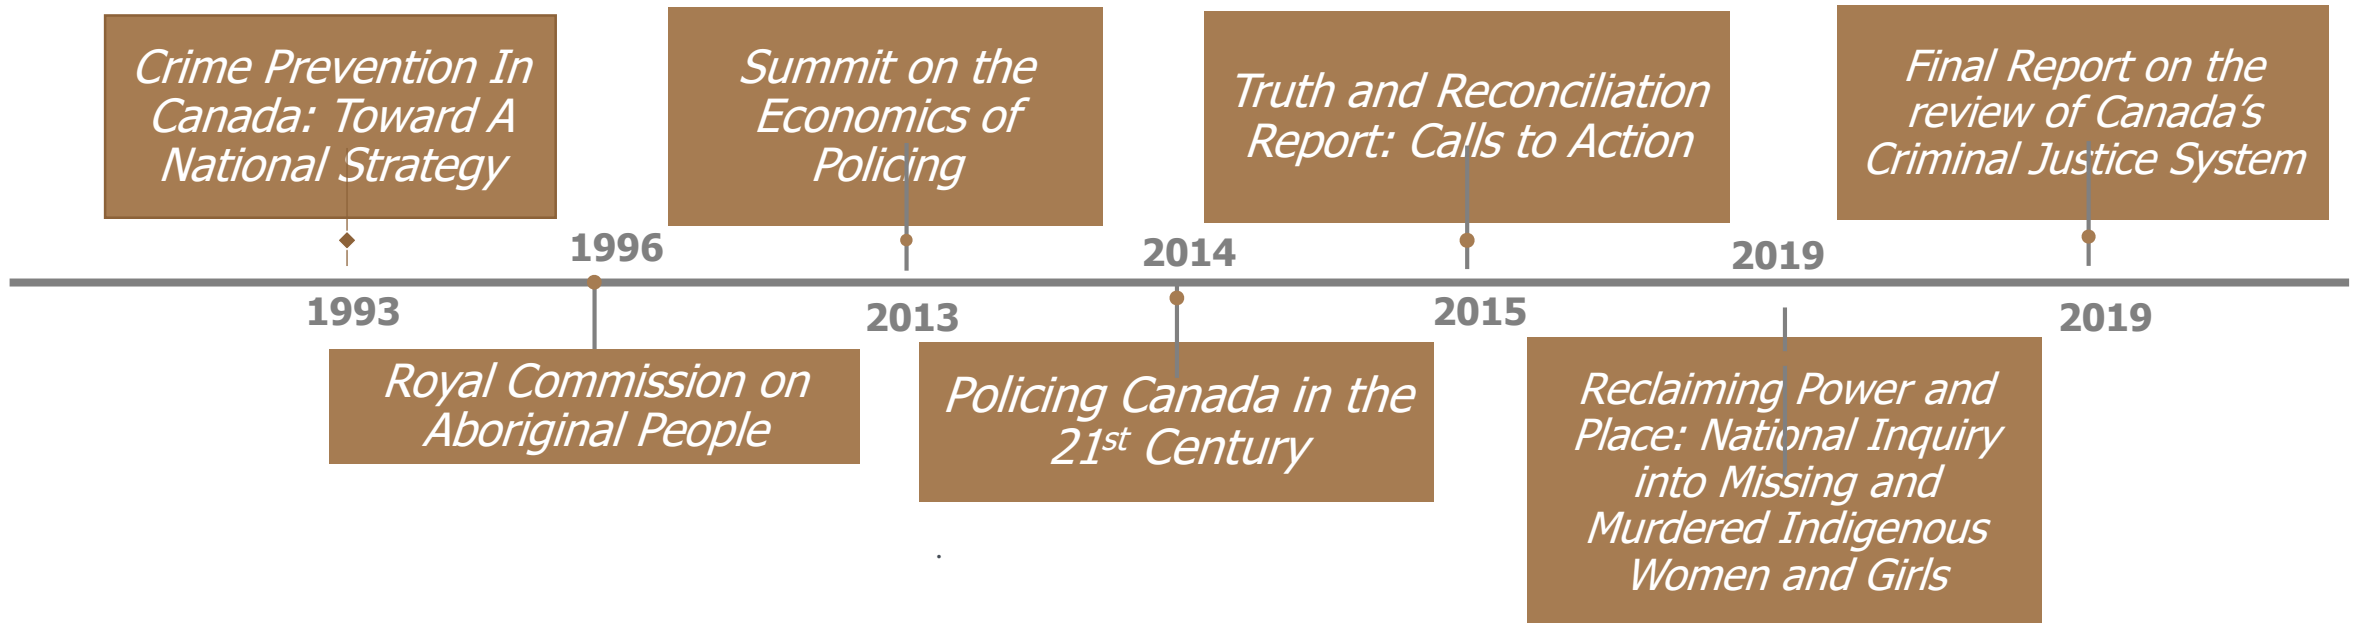 Crime Prevention In
Canada: Toward A
National Strategy
1993
1996
Royal Commission on
Aboriginal People
Summit on the
Economics of
Policing
2013
2014
Policing Canada in the
21st Century
Truth and Reconciliation
Report: Calls to Action
2015
2019
Reclaiming Power and
Place: National Inquiry
into Missing and
Murdered Indigenous
Women and Girls
Final Report on the
review of Canada’s
Criminal Justice System
2019
.